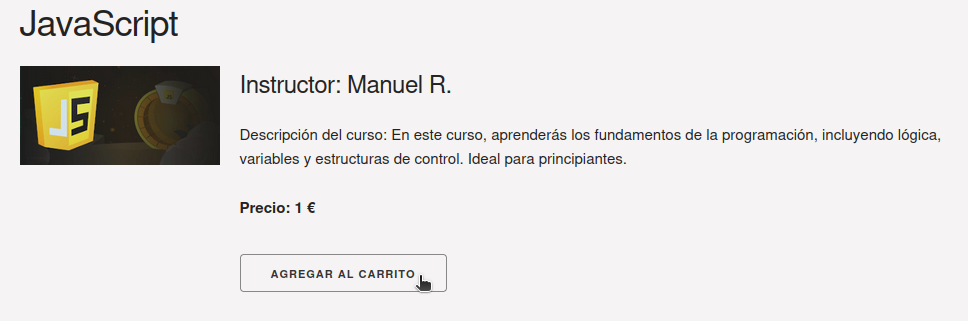 JavaScript
JS
Instructor: Manuel R.
Descripción del curso: En este curso, aprenderás los fundamentos de la programación, incluyendo lógica,
variables y estructuras de control. Ideal para principiantes.
Precio: 1 €
AGREGAR AL CARRITO